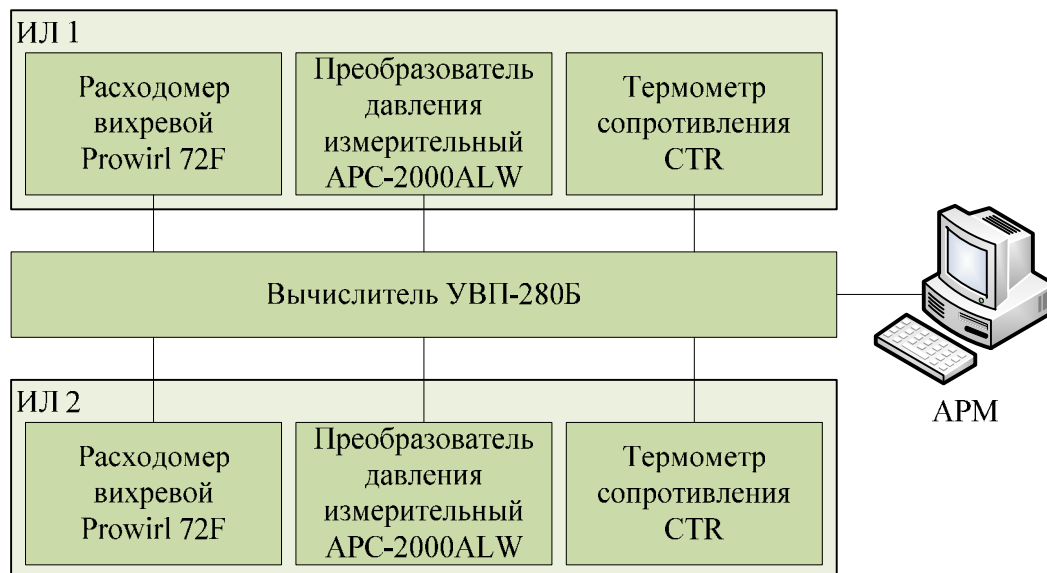 ИЛ 1
Расходомер
вихревой
Prowirl 72F
Преобразователь
давления
измерительный
APC-2000ALW
Термометр
сопротивления
CTR
Вычислитель УВП-280Б
АРМ
ИЛ 2
Расходомер
вихревой
Prowirl 72F
Преобразователь
давления
измерительный
APC-2000ALW
Термометр
сопротивления
CTR